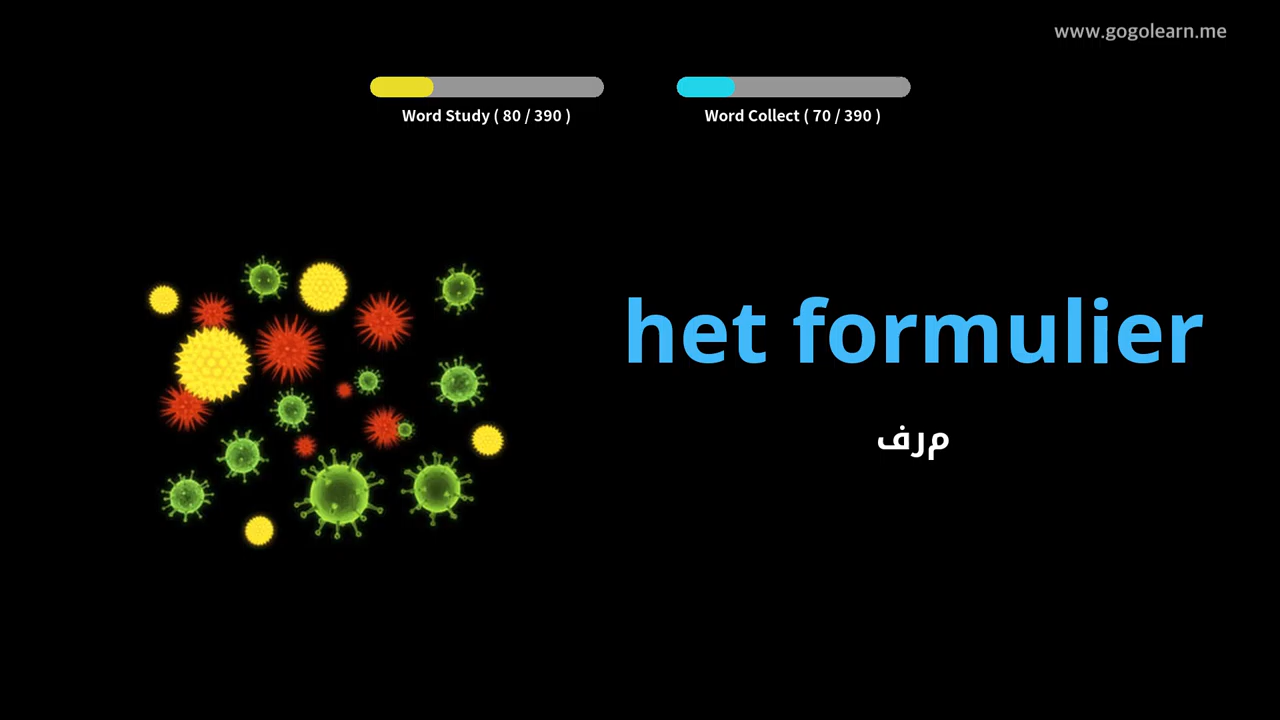 www.gogolearn.me
Word Study ( 80 / 390 )
Word Collect ( 70 / 390 )
het formulier
مرف